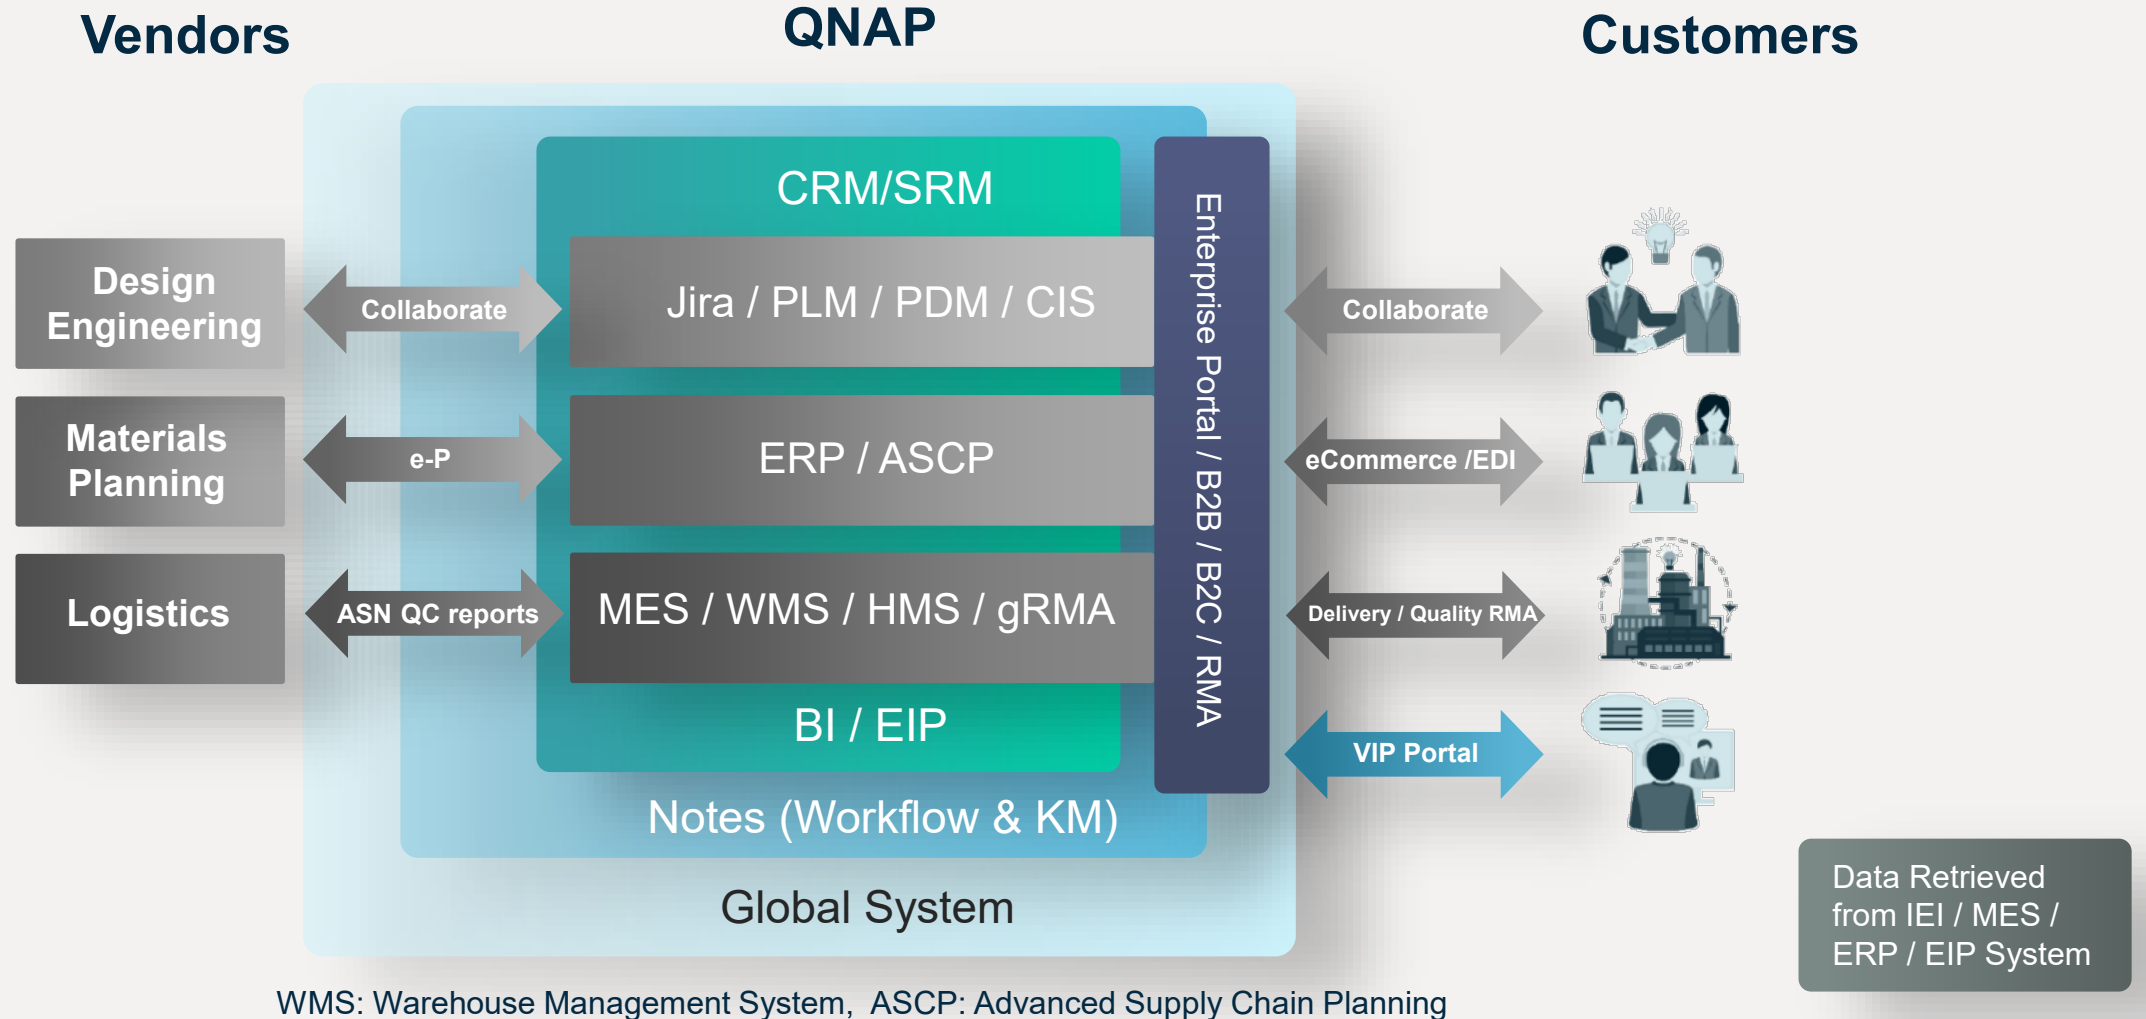 Vendors
QNAP
Customers
CRM/SRM
Design
Engineering
Collaborate
Jira / PLM / PDM / CIS
Collaborate
Materials
Planning
e-P
ERP / ASCP
eCommerce /EDI
Logistics
ASN QC reports
MES / WMS / HMS / gRMA
Delivery / Quality RMA
Enterprise Portal / B2B / B2C / RMA
BI / EIP
VIP Portal
Notes (Workflow & KM)
Global System
Data Retrieved
from IEI / MES /
ERP / EIP System
WMS: Warehouse Management System, ASCP: Advanced Supply Chain Planning